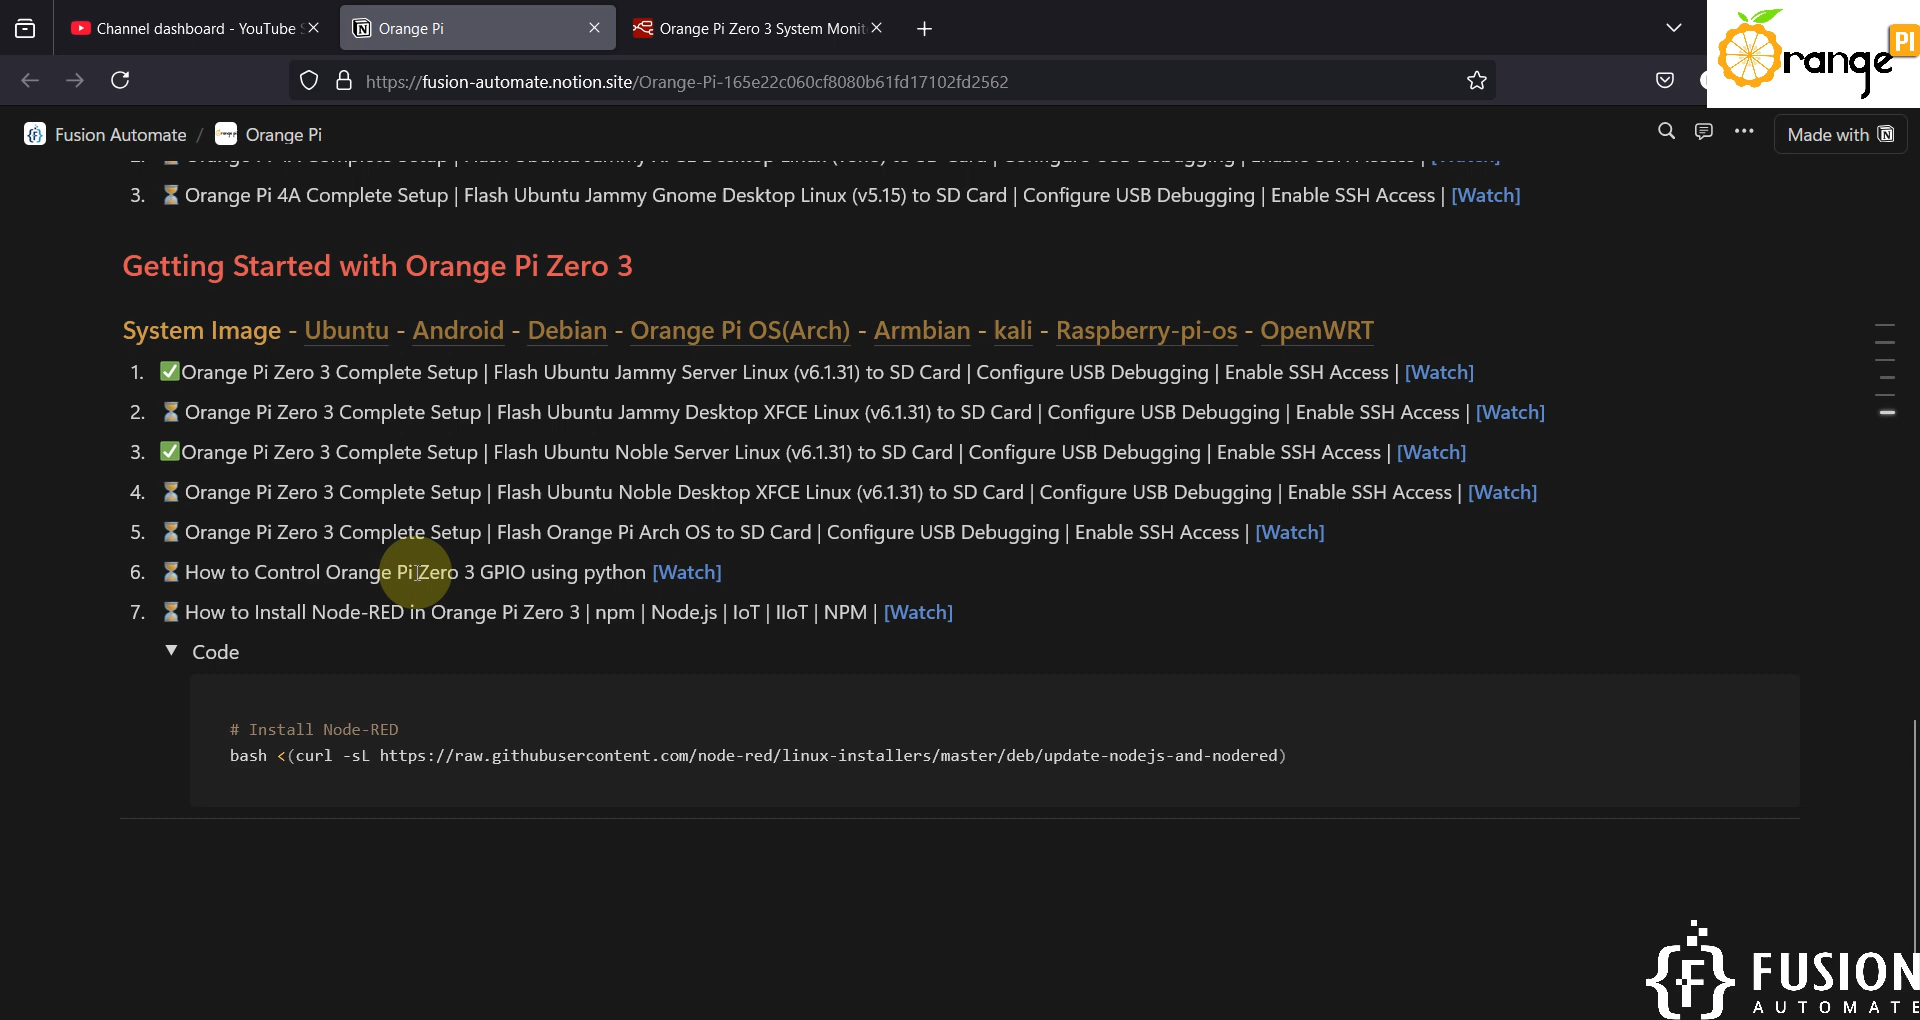 Channel dashboard - YouTube
Orange Pi
Orange Pi Zero 3 System Monit
https://fusion-automate.notion.site/Orange-Pi-165e22c060cf8080b61fd17102fd2562
Orange PI
Fusion Automate / Orange Pi
Made with
3. ⏳Orange Pi 4A Complete Setup | Flash Ubuntu Jammy Gnome Desktop Linux (v5.15) to SD Card | Configure USB Debugging | Enable SSH Access | [Watch]
Getting Started with Orange Pi Zero 3
System Image - Ubuntu - Android - Debian - Orange Pi OS(Arch) - Armbian - kali - Raspberry-pi-os - OpenWRT
1. ✅Orange Pi Zero 3 Complete Setup | Flash Ubuntu Jammy Server Linux (v6.1.31) to SD Card | Configure USB Debugging | Enable SSH Access | [Watch]
2. ⏳Orange Pi Zero 3 Complete Setup | Flash Ubuntu Jammy Desktop XFCE Linux (v6.1.31) to SD Card | Configure USB Debugging | Enable SSH Access | [Watch]
3. ✅Orange Pi Zero 3 Complete Setup | Flash Ubuntu Noble Server Linux (v6.1.31) to SD Card | Configure USB Debugging | Enable SSH Access | [Watch]
4. ⏳Orange Pi Zero 3 Complete Setup | Flash Ubuntu Noble Desktop XFCE Linux (v6.1.31) to SD Card | Configure USB Debugging | Enable SSH Access | [Watch]
5. ⏳Orange Pi Zero 3 Complete Setup | Flash Orange Pi Arch OS to SD Card | Configure USB Debugging | Enable SSH Access | [Watch]
6. ⏳How to Control Orange Pi Zero 3 GPIO using python [Watch]
7. ⏳How to Install Node-RED in Orange Pi Zero 3 | npm | Node.js | IoT | IIoT | NPM | [Watch]
▼ Code
# Install Node-RED
bash <(curl -sL https://raw.githubusercontent.com/node-red/linux-installers/master/deb/update-nodejs-and-nodered)
{F} FUSION
AUTOMATE